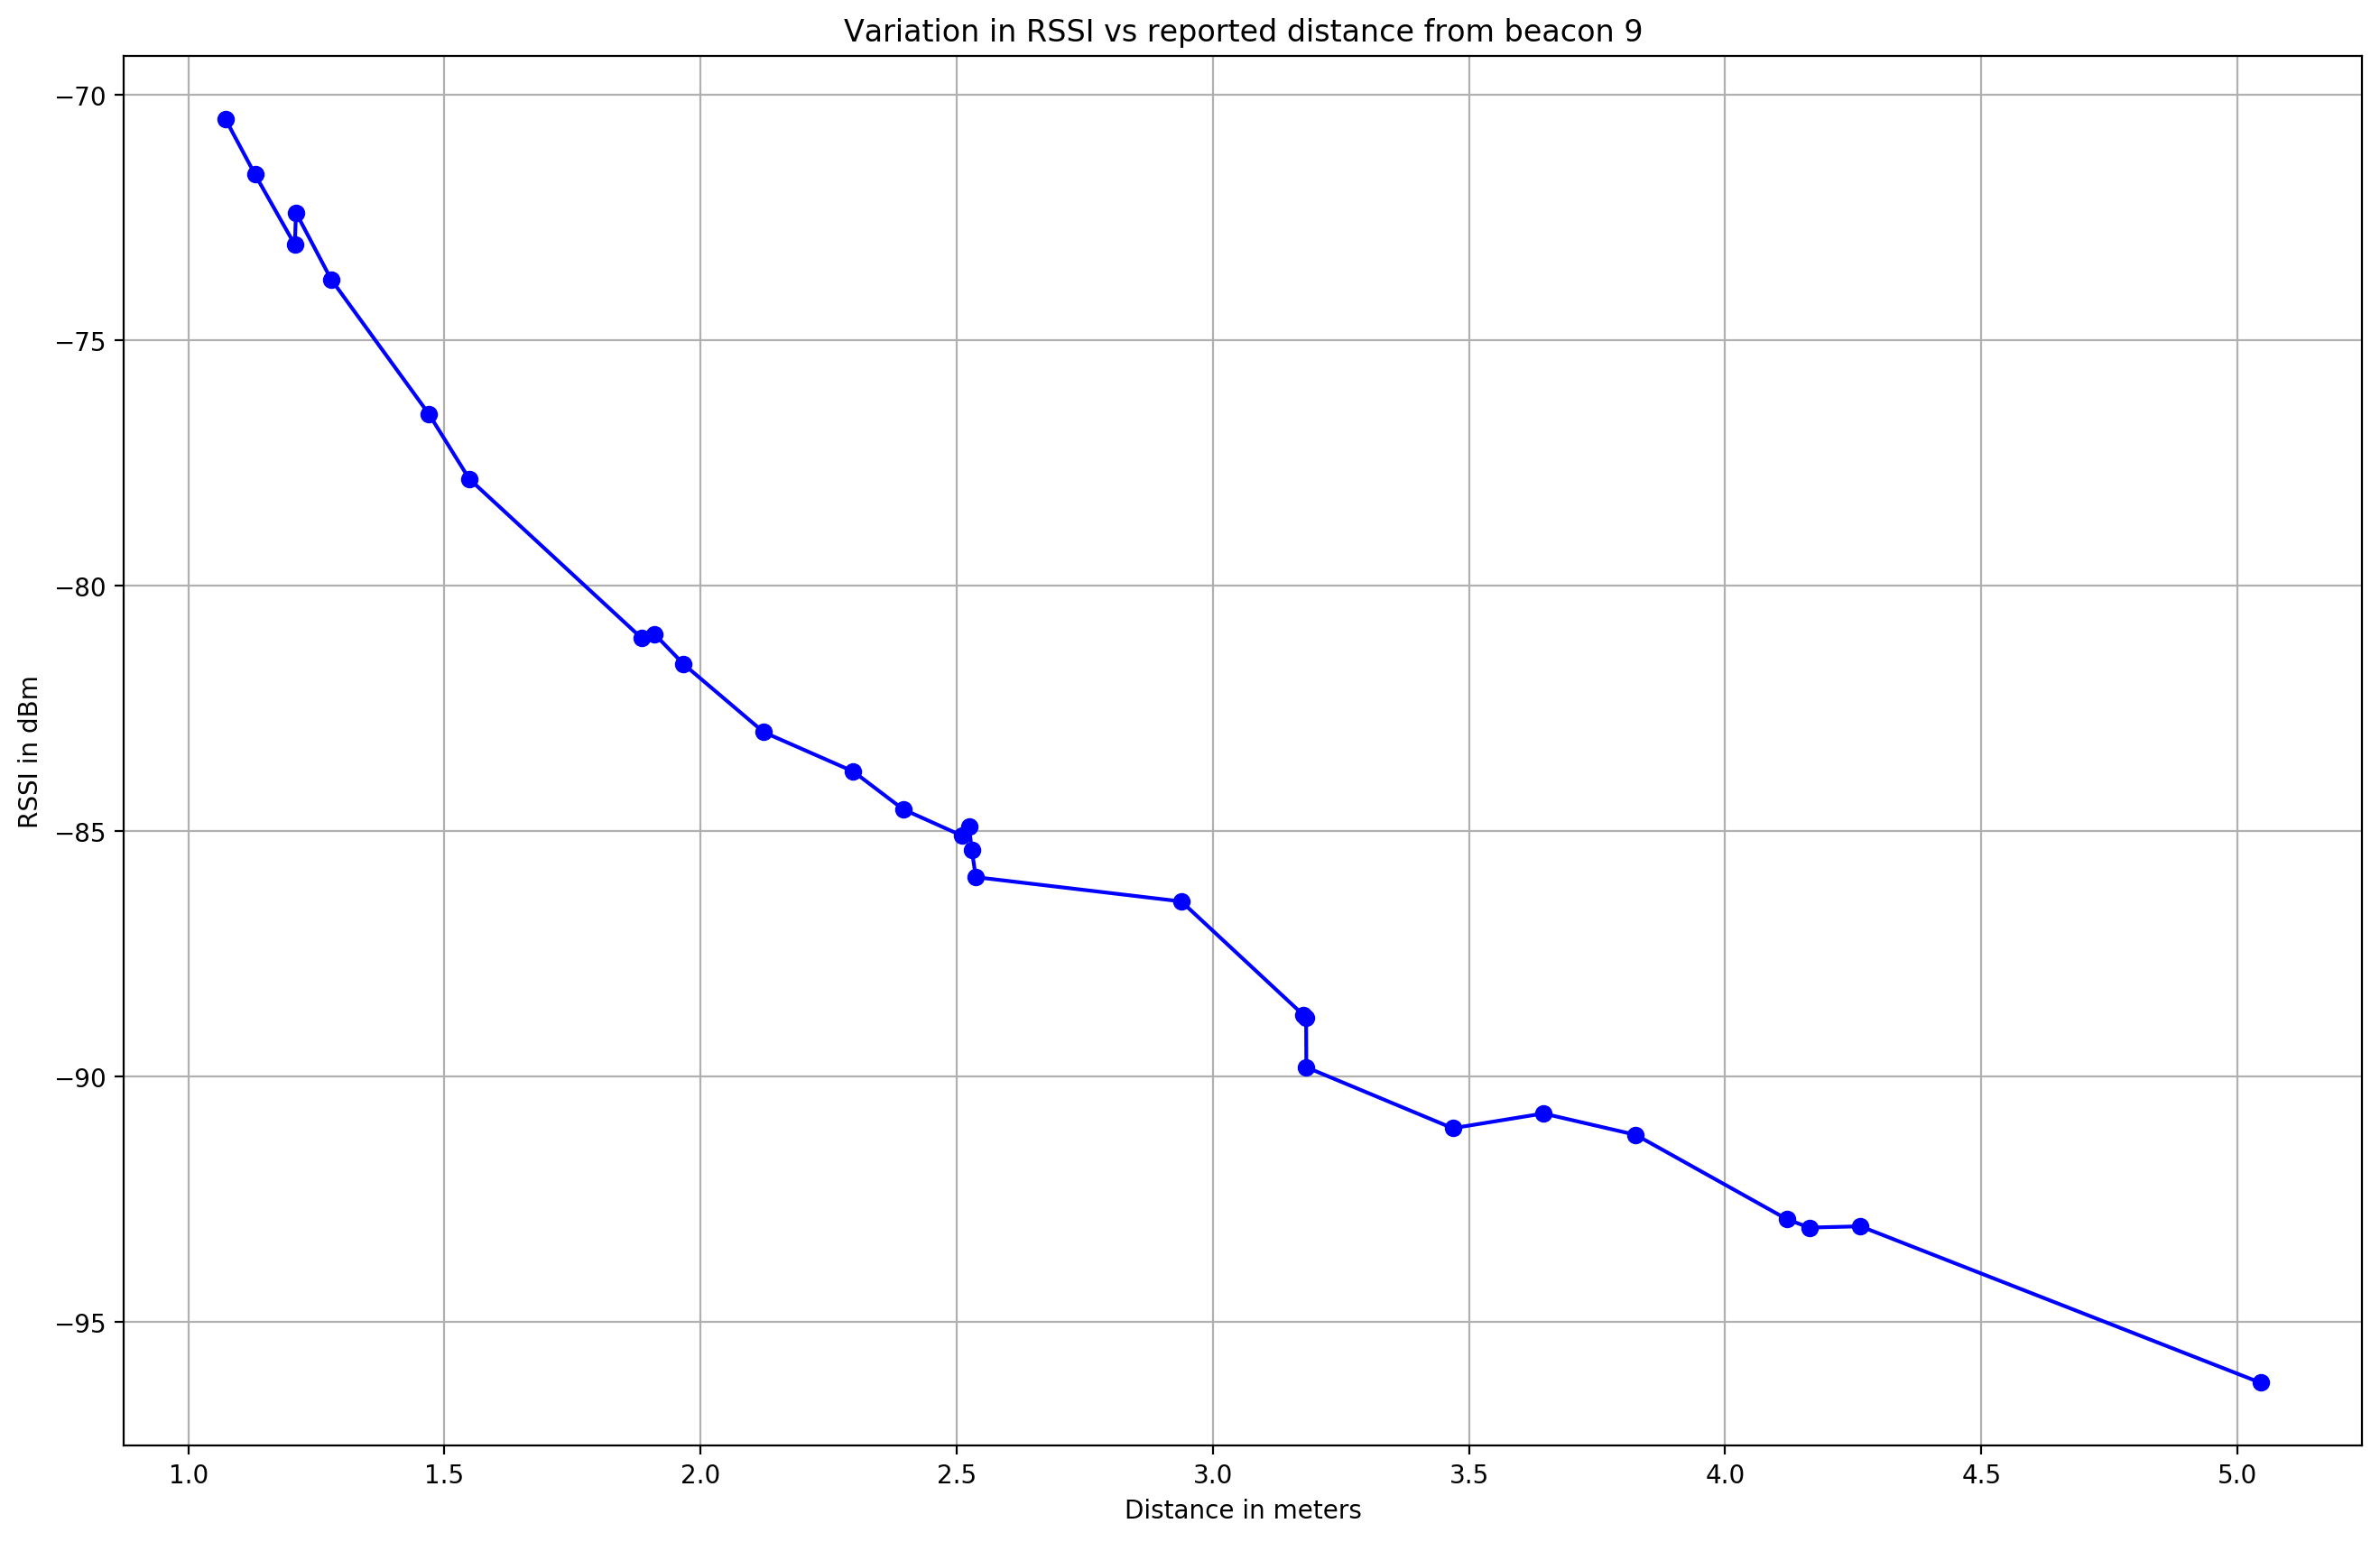 Variation in RSSI vs reported distance from beacon 9
−70
−75
−80
−85
−90
−95
RSSI in dBm
1.0 1.5 2.0 2.5 3.0 3.5 4.0 4.5 5.0
Distance in meters